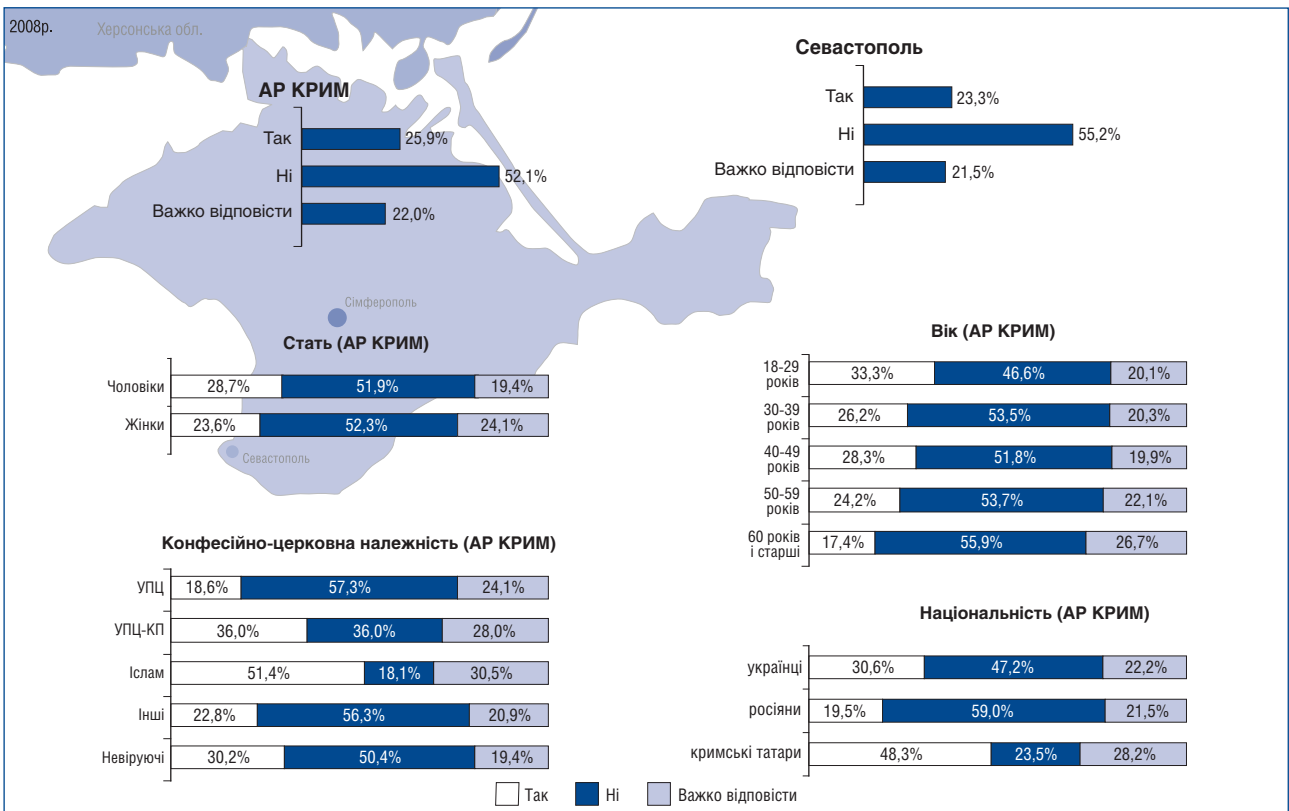 2008р.
Херсонська обл.
АР КРИМ
Так 25,9%
Ні 52,1%
Важко відповісти 22,0%
Севастополь
Так 23,3%
Ні 55,2%
Важко відповісти 21,5%
Сімферополь
Севастополь
Стать (АР КРИМ)
Чоловіки 28,7% 51,9% 19,4%
Жінки 23,6% 52,3% 24,1%
Вік (АР КРИМ)
18-29
років
33,3% 46,6% 20,1%
30-39
років
26,2% 53,5% 20,3%
40-49
років
28,3% 51,8% 19,9%
50-59
років
24,2% 53,7% 22,1%
60 років
і старші
17,4% 55,9% 26,7%
Конфесійно-церковна належність (АР КРИМ)
УПЦ 18,6% 57,3% 24,1%
УПЦ-КП 36,0% 36,0% 28,0%
Іслам 51,4% 18,1% 30,5%
Інші 22,8% 56,3% 20,9%
Невіруючі 30,2% 50,4% 19,4%
Національність (АР КРИМ)
українці 30,6% 47,2% 22,2%
росіяни 19,5% 59,0% 21,5%
кримські татари 48,3% 23,5% 28,2%
Так Ні Важко відповісти